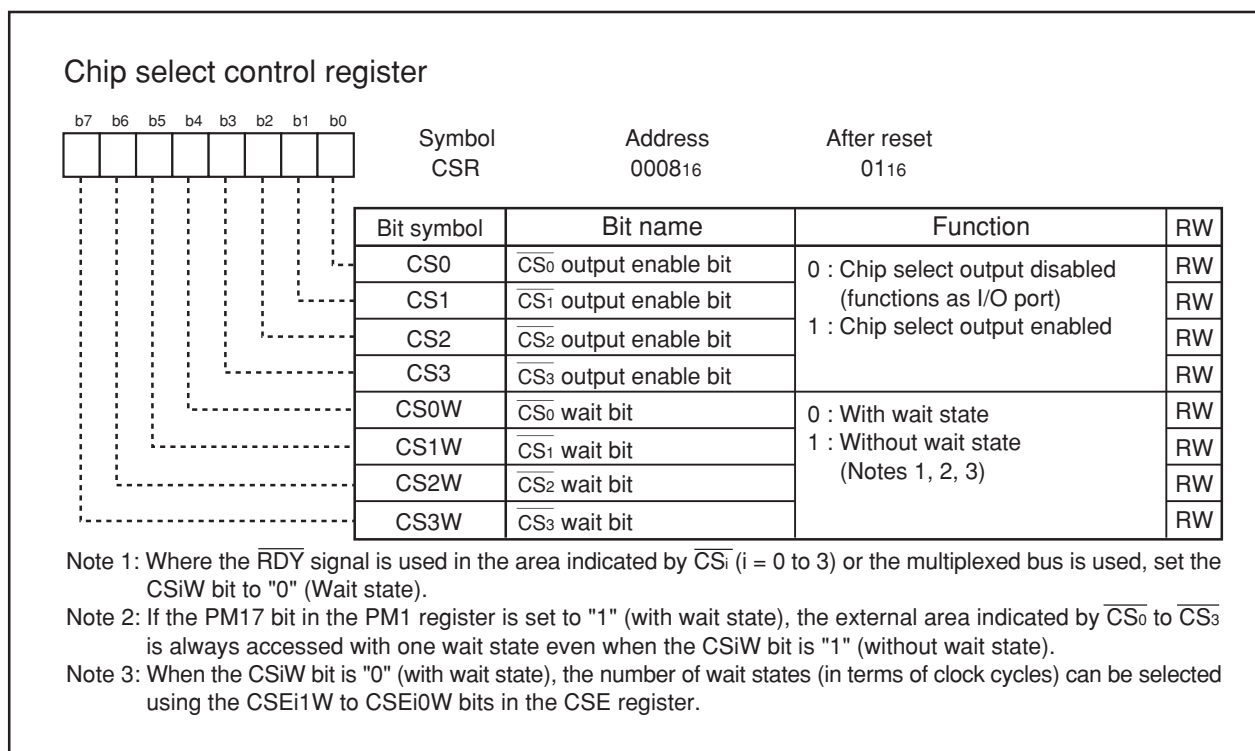 Chip select control register
b7 b6 b5 b4 b3 b2 b1 b0
Symbol Address After reset
CSR 000816 0116
Bit symbol Bit name Function RW
CS0 CS0 output enable bit 0 : Chip select output disabled RW
(functions as I/O port)
CS1 CS1 output enable bit RW
1 : Chip select output enabled
CS2 CS2 output enable bit RW
CS3 CS3 output enable bit RW
CS0W CS0 wait bit 0 : With wait state RW
1 : Without wait state
CS1W CS1 wait bit RW
(Notes 1, 2, 3)
CS2W CS2 wait bit RW
CS3W CS3 wait bit RW
Note 1: Where the RDY signal is used in the area indicated by CSi (i = 0 to 3) or the multiplexed bus is used, set the
CSiW bit to "0" (Wait state).
Note 2: If the PM17 bit in the PM1 register is set to "1" (with wait state), the external area indicated by CS0 to CS3
is always accessed with one wait state even when the CSiW bit is "1" (without wait state).
Note 3: When the CSiW bit is "0" (with wait state), the number of wait states (in terms of clock cycles) can be selected
using the CSEi1W to CSEi0W bits in the CSE register.